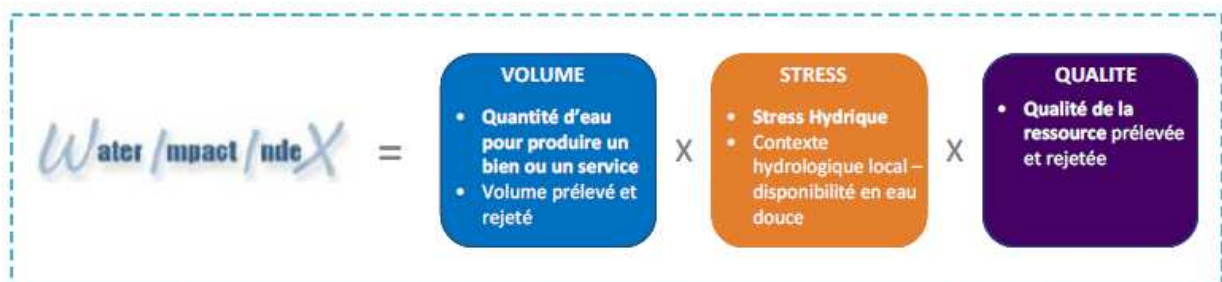 Water Impact IndeX
=
VOLUME
• Quantité d'eau
pour produire un
bien ou un service
• Volume prélevé et
rejeté
X
STRESS
• Stress Hydrique
• Contexte
hydrologique local –
disponibilité en eau
douce
X
QUALITE
• Qualité de la
ressource prélevée
et rejetée